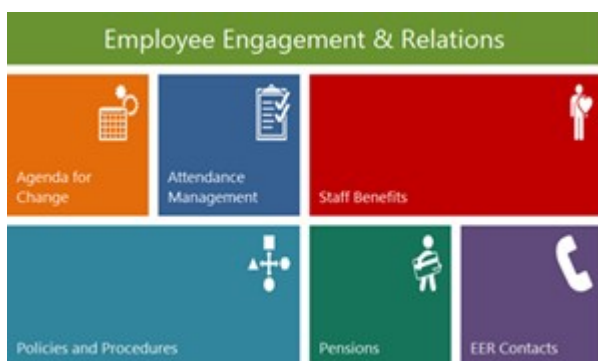 Employee Engagement & Relations
Agenda for
Change
Attendance
Management
Staff Benefits
Policies and Procedures
Pensions
EER Contacts